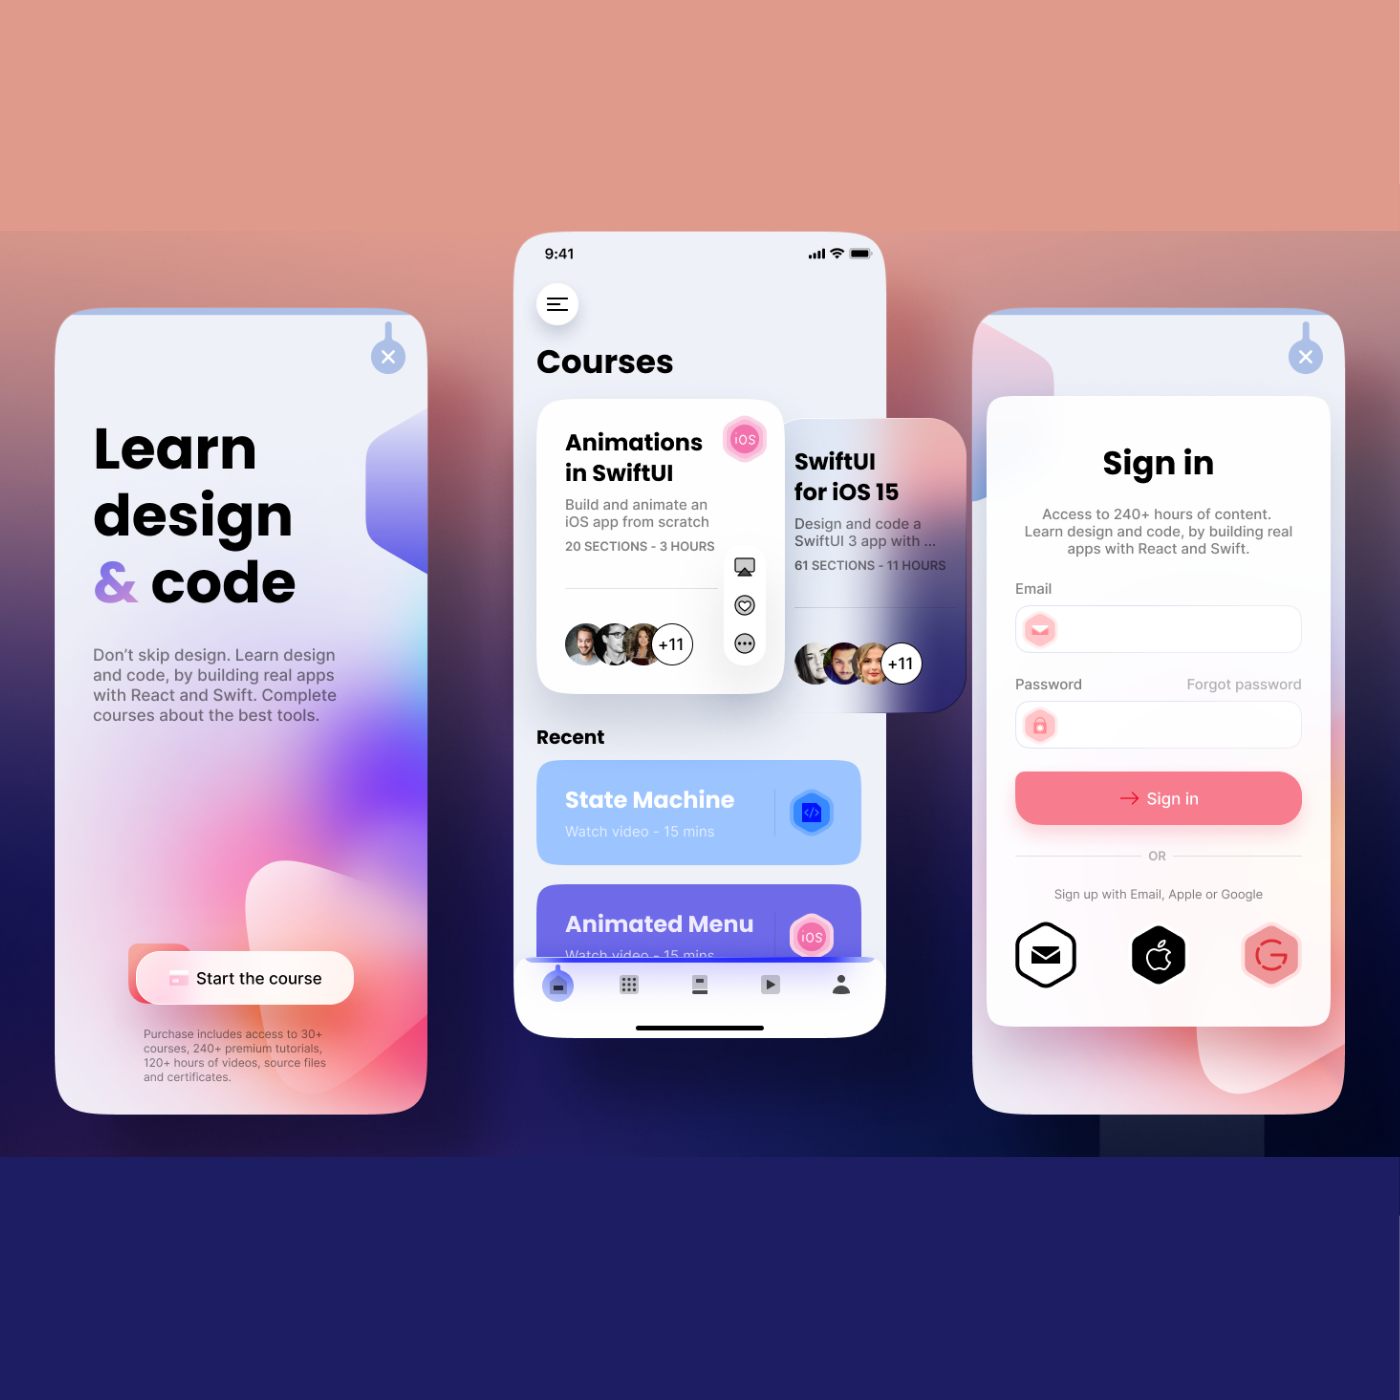 Learn
design
& code
Don't skip design. Learn design
and code, by building real apps
with React and Swift. Complete
courses about the best tools.
Start the course
Purchase includes access to 30+
courses, 240+ premium tutorials,
120+ hours of videos, source files
and certificates.
9:41
Courses
Animations
in SwiftUI
iOS
Build and animate an
iOS app from scratch
20 SECTIONS - 3 HOURS
+11
SwiftUI
for iOS 15
Design and code a
SwiftUI 3 app with ...
61 SECTIONS - 11 HOURS
+11
Recent
State Machine
Watch video - 15 mins
Animated Menu
Watch video - 15 mins
iOS
Sign in
Access to 240+ hours of content.
Learn design and code, by building real
apps with React and Swift.
Email
Password
Forgot password
Sign in
OR
Sign up with Email, Apple or Google